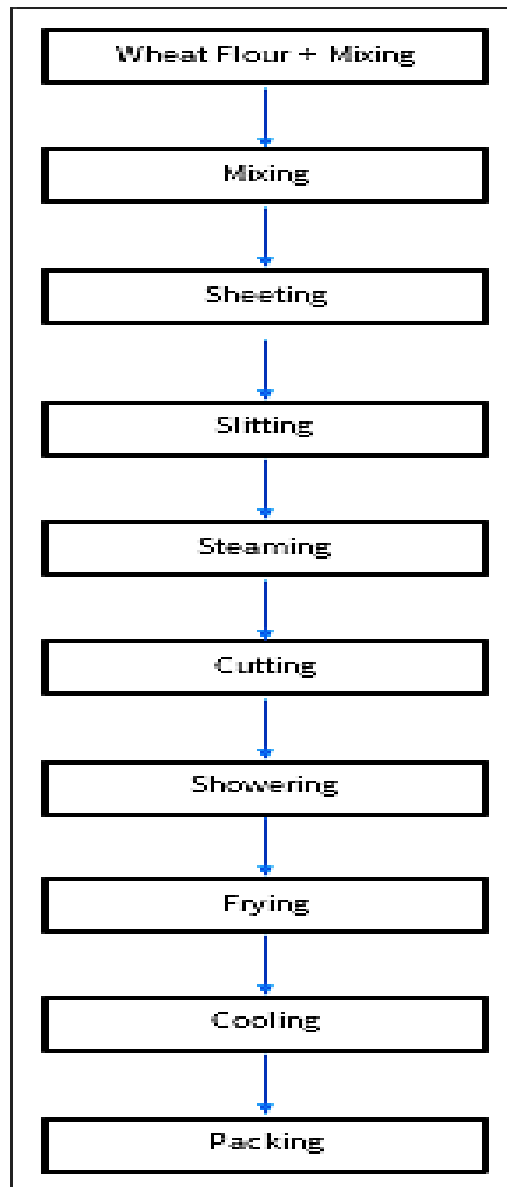 Wheat Flour + Mixing
Mixing
Sheeting
Slitting
Steaming
Cutting
Showering
Frying
Cooling
Packing